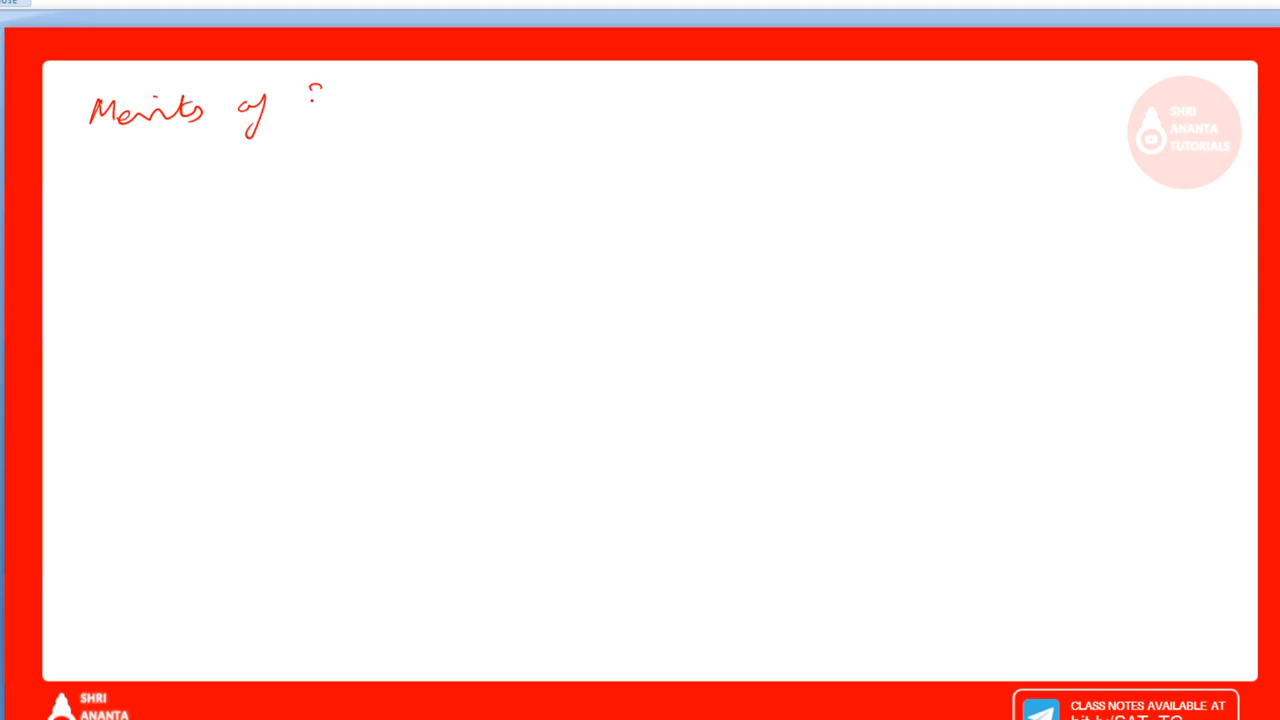 Merits of
SHRI
ANANTA
TUTORIALS
SHRI
ANANTA
CLASS NOTES AVAILABLE AT